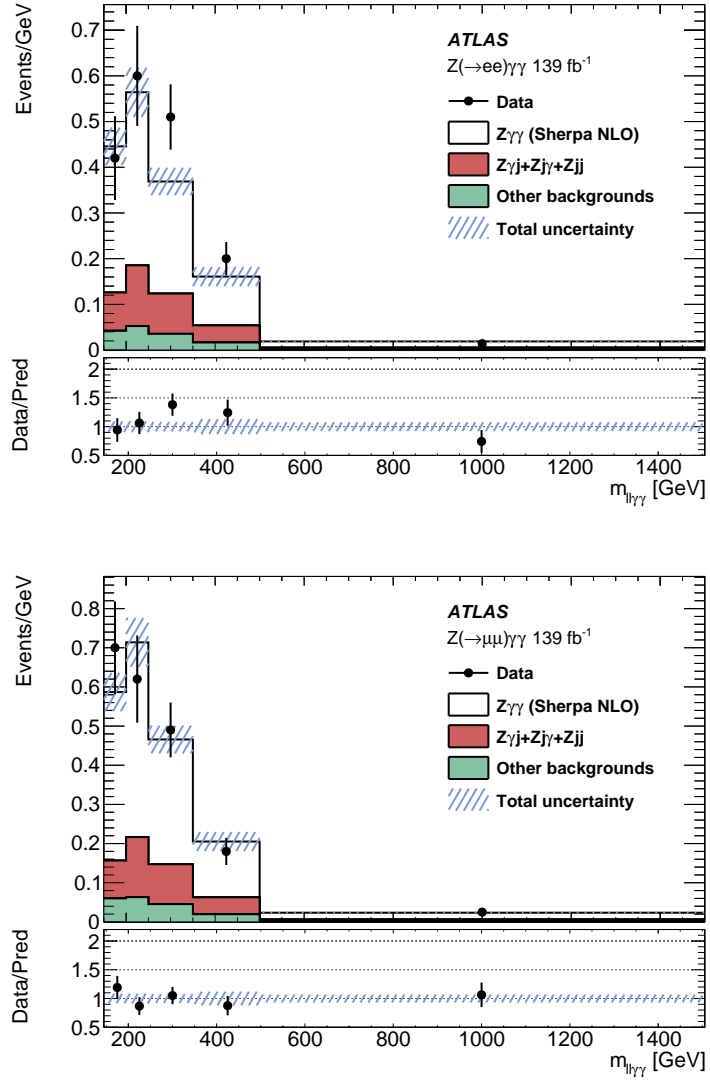 Events/GeV
0.7
0.6
0.5
0.4
0.3
0.2
0.1
0
ATLAS
Z(→ee)γγ 139 fb⁻¹
Data
Zγγ (Sherpa NLO)
Zγj+Zjγ+Zjj
Other backgrounds
Total uncertainty
Data/Pred
2
1.5
1
0.5
200 400 600 800 1000 1200 1400
m_llγγ [GeV]
Events/GeV
0.8
0.7
0.6
0.5
0.4
0.3
0.2
0.1
0
ATLAS
Z(→μμ)γγ 139 fb⁻¹
Data
Zγγ (Sherpa NLO)
Zγj+Zjγ+Zjj
Other backgrounds
Total uncertainty
Data/Pred
2
1.5
1
0.5
200 400 600 800 1000 1200 1400
m_llγγ [GeV]